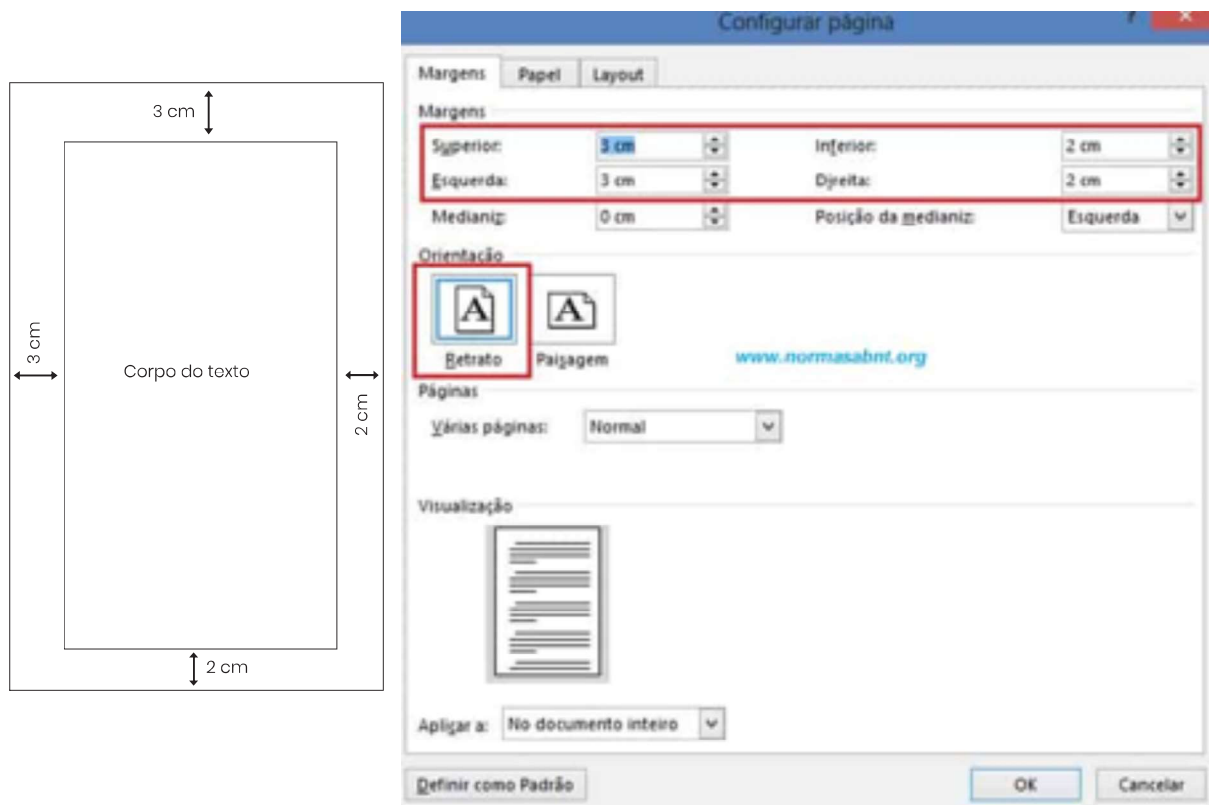 3 cm
3 cm
Corpo do texto
2 cm
2 cm
Configurar página
? ×
Margens Papel Layout
Margens
Superior: 3 cm Inferior: 2 cm
Esquerda: 3 cm Direita: 2 cm
Medianiz: 0 cm Posição da medianiz: Esquerda
Orientação
A A
Retrato Paisagem
www.normasabnt.org
Páginas
Várias páginas: Normal
Visualização
Aplicar a: No documento inteiro
Definir como Padrão OK Cancelar